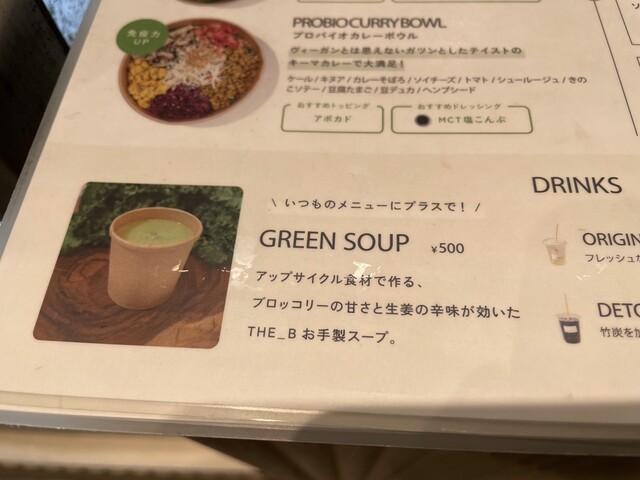 免疫力
UP
PROBIO CURRY BOWL
プロバイオカレーボウル
ヴィーガンとは思えないガツンとしたテイストの
キーマカレーで大満足！
ケール/キヌア/カレーそぼろ/ソイチーズ/トマト/シュールージュ/きの
こソテー/豆腐たまご/豆デュカ/ヘンプシード
おすすめトッピング
アボカド
おすすめドレッシング
MCT塩こんぶ
\ いつものメニューにプラスで！ /
GREEN SOUP ¥500
アップサイクル食材で作る、
ブロッコリーの甘さと生姜の辛味が効いた
THE_B お手製スープ。
DRINKS
ORIGIN
フレッシュな
DETO
竹炭を加